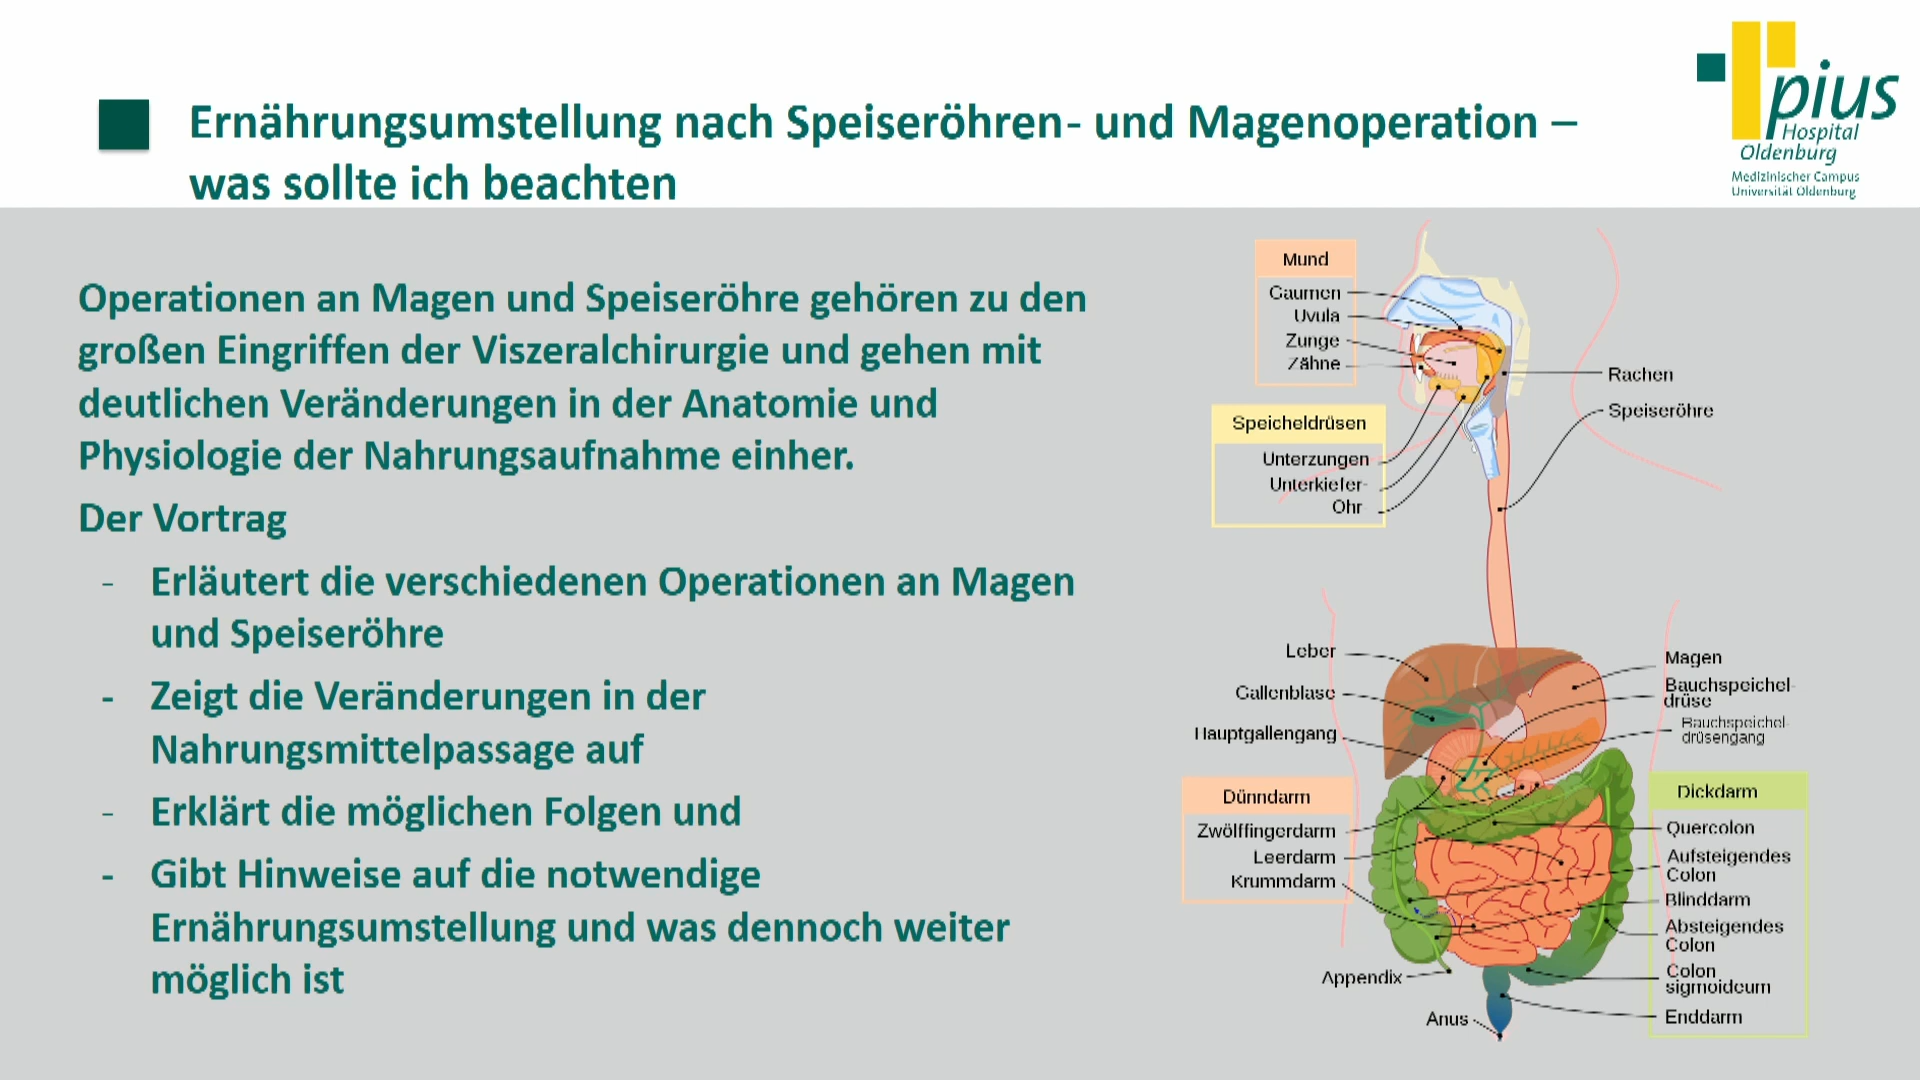 Ernährungsumstellung nach Speiseröhren- und Magenoperation –
was sollte ich beachten
pius
Hospital
Oldenburg
Medizinischer Campus
Universität Oldenburg
Operationen an Magen und Speiseröhre gehören zu den
großen Eingriffen der Viszeralchirurgie und gehen mit
deutlichen Veränderungen in der Anatomie und
Physiologie der Nahrungsaufnahme einher.
Der Vortrag
- Erläutert die verschiedenen Operationen an Magen
und Speiseröhre
- Zeigt die Veränderungen in der
Nahrungsmittelpassage auf
- Erklärt die möglichen Folgen und
- Gibt Hinweise auf die notwendige
Ernährungsumstellung und was dennoch weiter
möglich ist
Mund
Gaumen
Uvula
Zunge
Zähne
Speicheldrüsen
Unterzungen
Unterkiefer-
Ohr
Rachen
Speiseröhre
Leber
Gallenblase
Hauptgallengang
Magen
Bauchspeichel-
drüse
Bauchspeichel-
drüsengang
Dünndarm
Zwölffingerdarm
Leerdarm
Krummdarm
Dickdarm
Quercolon
Aufsteigendes
Colon
Blinddarm
Absteigendes
Colon
Colon
sigmoideum
Enddarm
Appendix
Anus